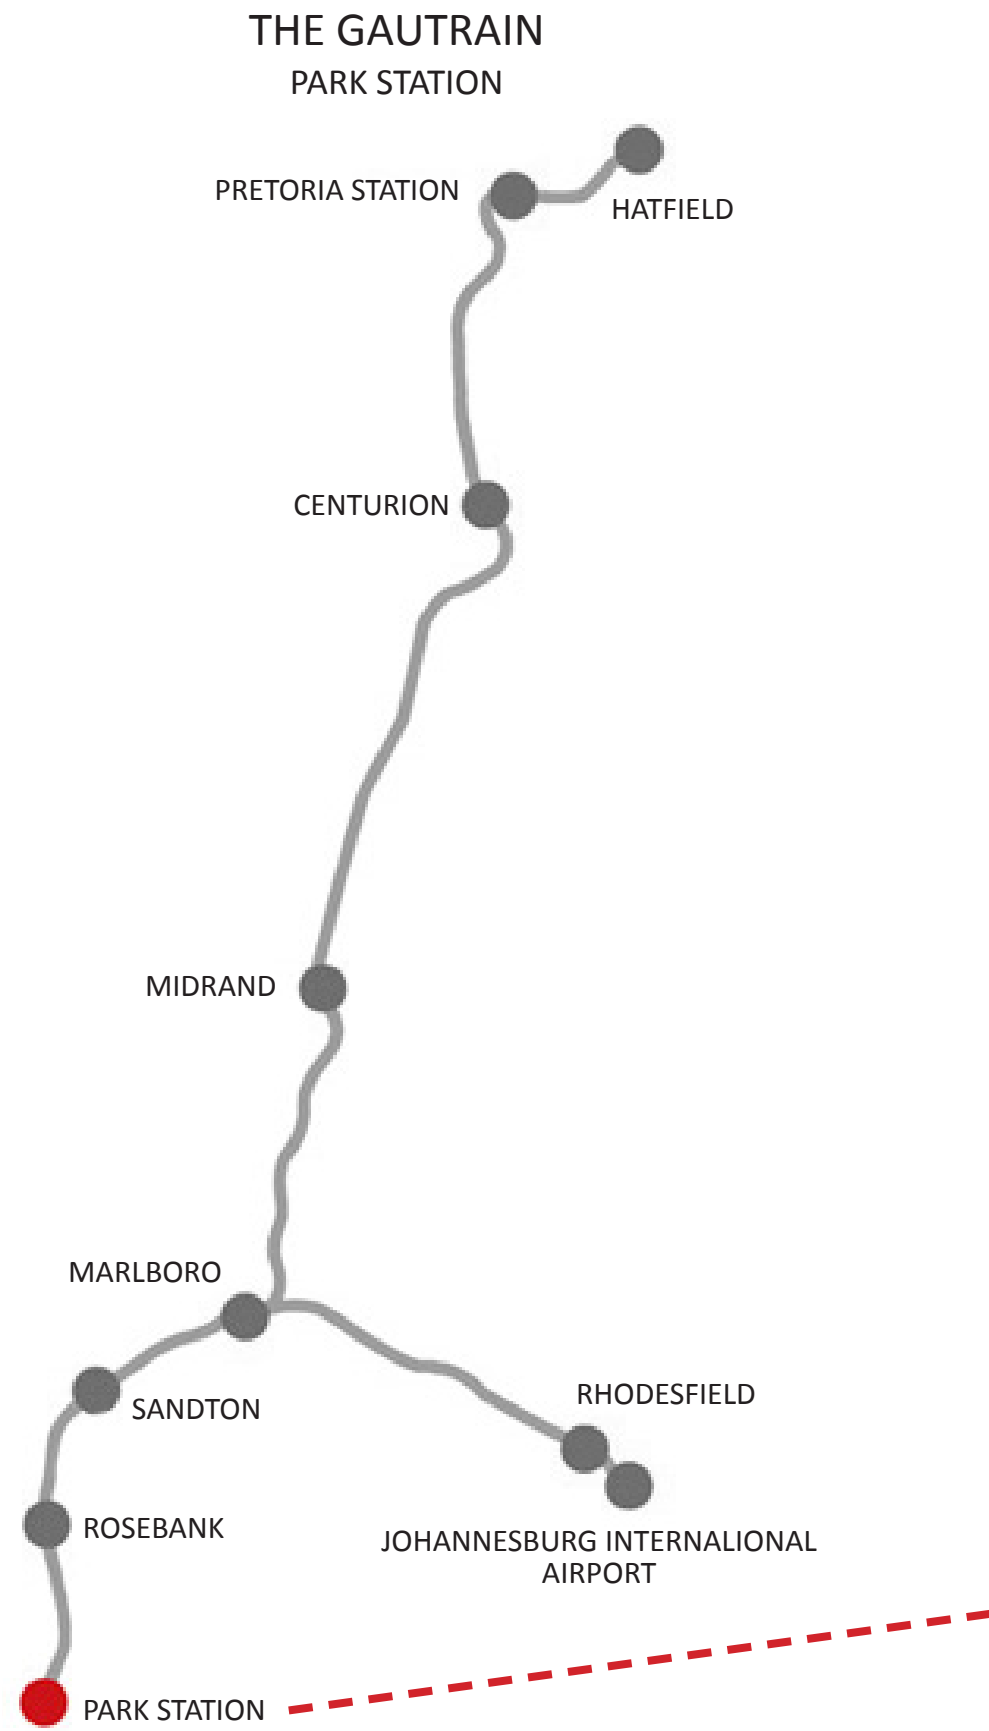 THE GAUTRAIN
PARK STATION
PRETORIA STATION
HATFIELD
CENTURION
MIDRAND
MARLBORO
SANDTON
RHODESFIELD
ROSEBANK
JOHANNESBURG INTERNALIONAL
AIRPORT
PARK STATION